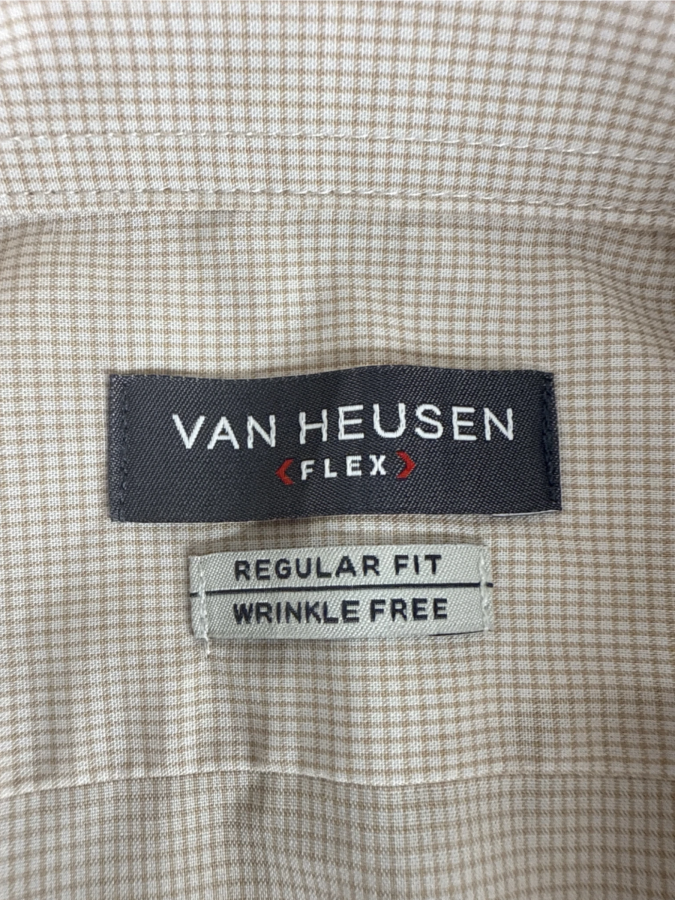 VAN HEUSEN
FLEX
REGULAR FIT
WRINKLE FREE